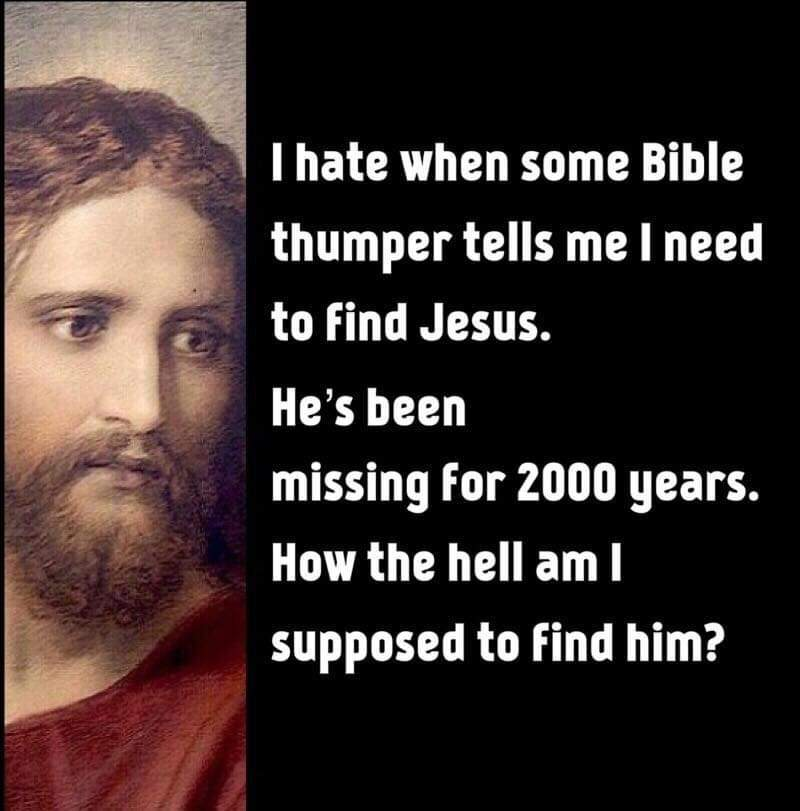 I hate when some Bible
thumper tells me I need
to find Jesus.
He's been
missing for 2000 years.
How the hell am I
supposed to find him?